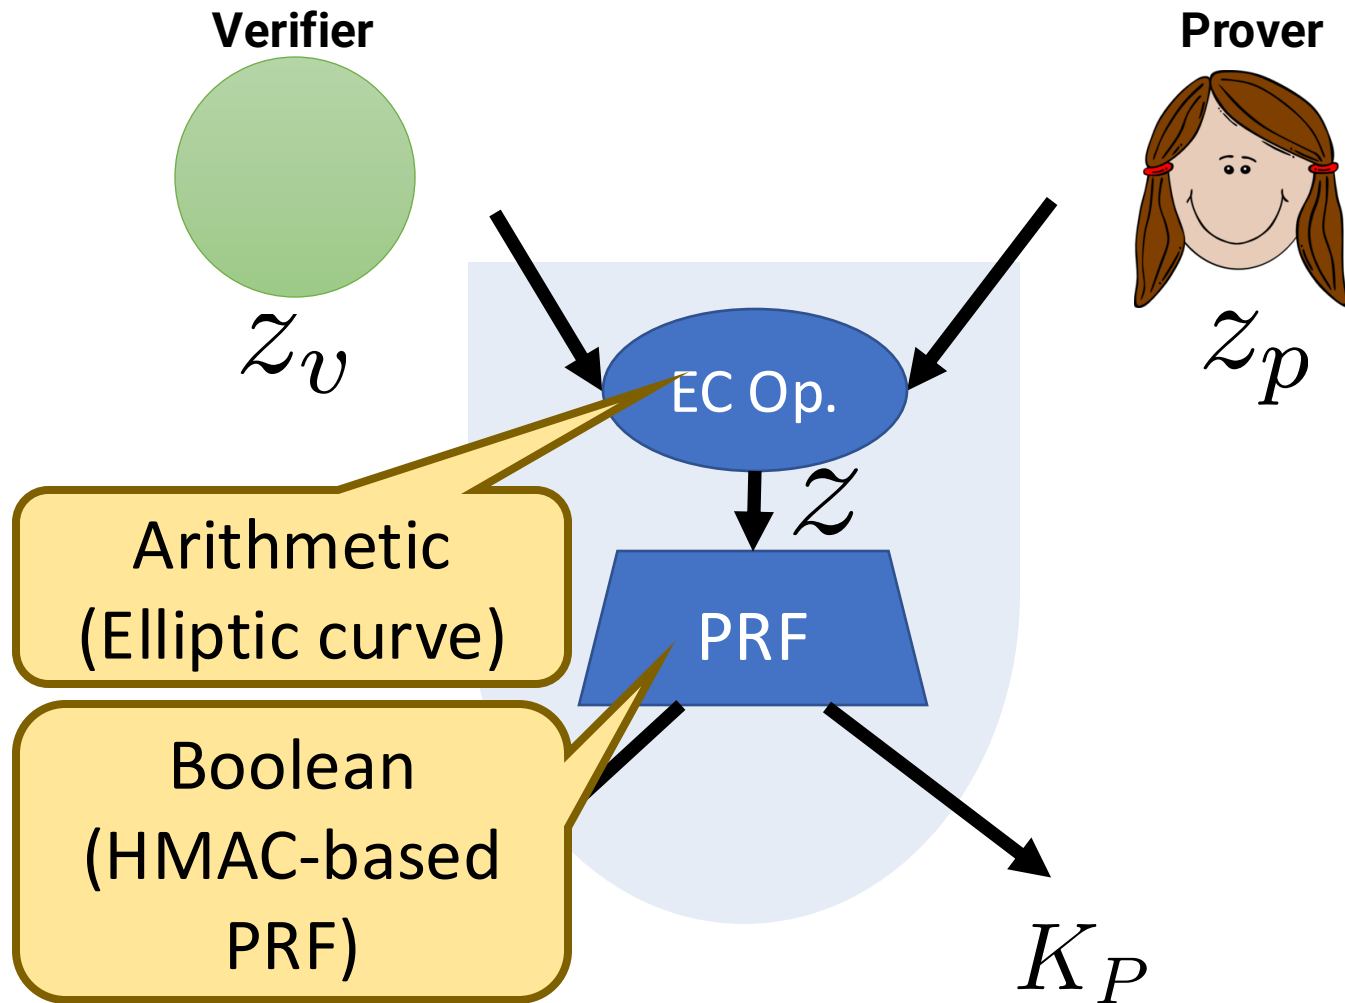 Verifier
Prover
z_v
z_p
EC Op.
z
Arithmetic
(Elliptic curve)
PRF
Boolean
(HMAC-based
PRF)
K_P